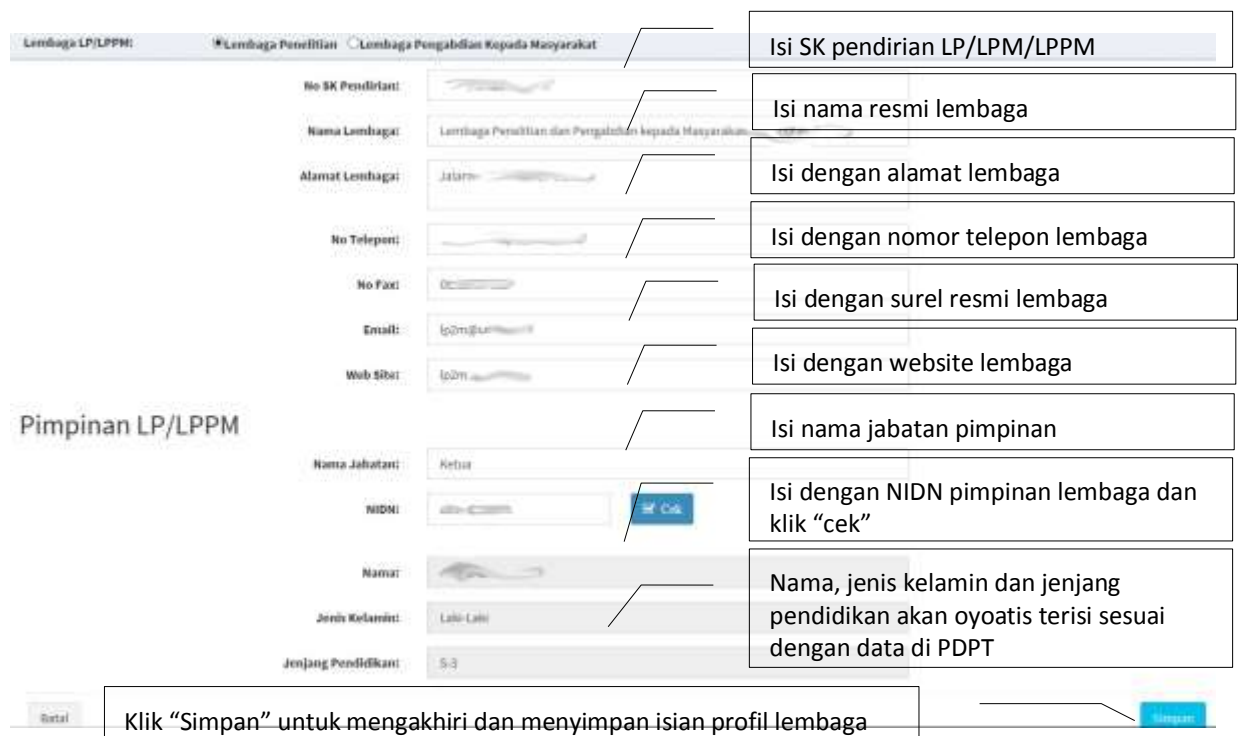 Isi SK pendirian LP/LPM/LPPM
Lembaga LP/LPPM: Lembaga Penelitian Lembaga Pengabdian Kepada Masyarakat
No SK Pendirian:
Isi nama resmi lembaga
Nama Lembaga: Lembaga Penelitian dan Pengabdian kepada Masyarakat
Alamat Lembaga: Jalan
Isi dengan alamat lembaga
No Telepon:
Isi dengan nomor telepon lembaga
No Fax:
Isi dengan surel resmi lembaga
Email:
Web Site: lp2m
Isi dengan website lembaga
Pimpinan LP/LPPM
Isi nama jabatan pimpinan
Nama Jabatan: Ketua
NIDN: Cek
Isi dengan NIDN pimpinan lembaga dan
klik “cek”
Nama:
Jenis Kelamin: Laki-Laki
Jenjang Pendidikan: S-3
Nama, jenis kelamin dan jenjang
pendidikan akan oyoatis terisi sesuai
dengan data di PDPT
Batal
Klik “Simpan” untuk mengakhiri dan menyimpan isian profil lembaga
Simpan